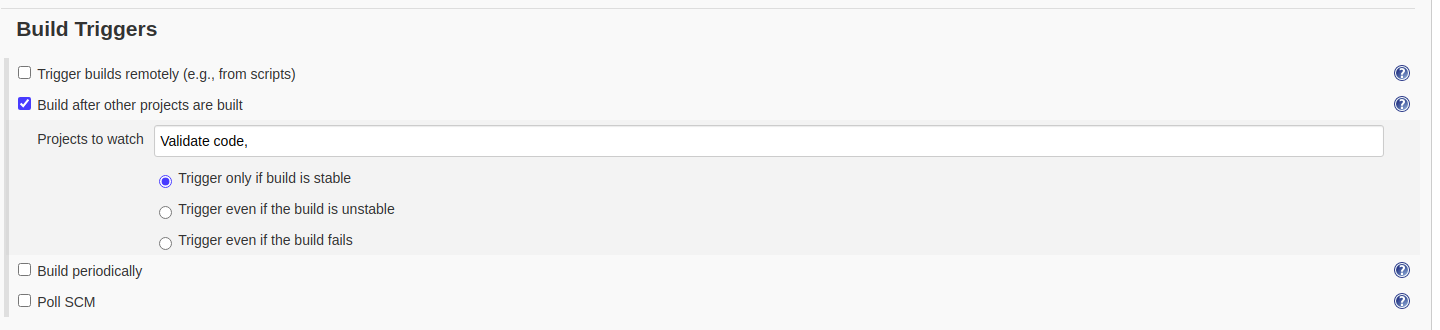 Build Triggers
Trigger builds remotely (e.g., from scripts)
Build after other projects are built
Projects to watch Validate code,
Trigger only if build is stable
Trigger even if the build is unstable
Trigger even if the build fails
Build periodically
Poll SCM